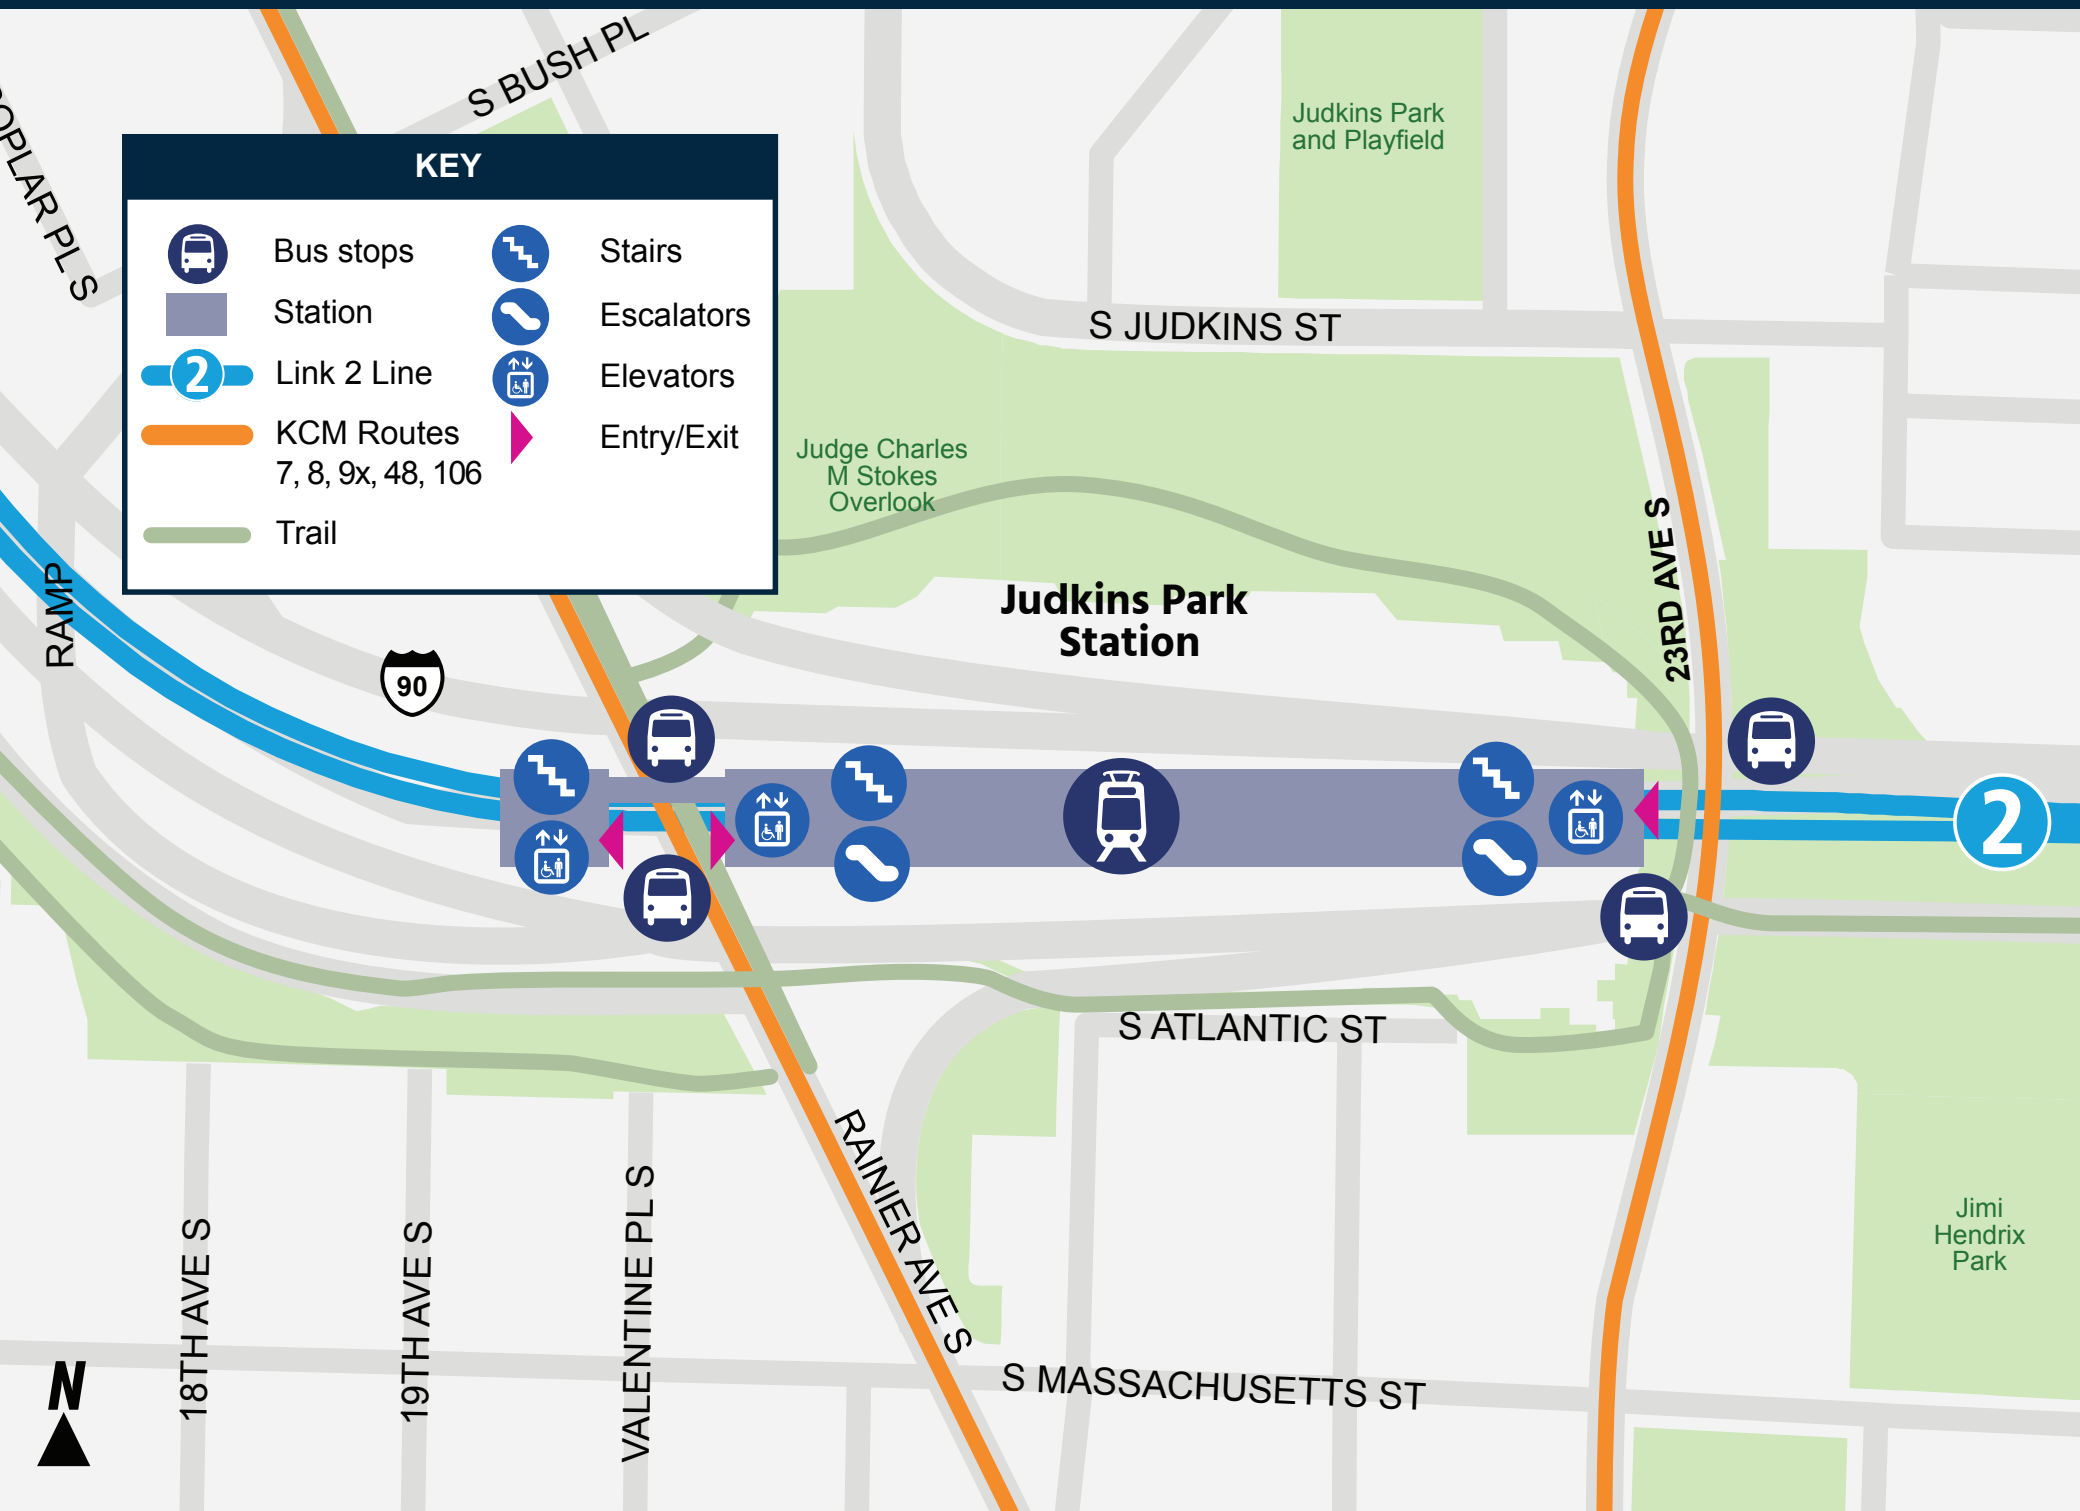 S BUSH PL
POPLAR PL S
KEY
Bus stops
Station
2
Link 2 Line
KCM Routes
7, 8, 9x, 48, 106
Trail
Stairs
Escalators
Elevators
Entry/Exit
Judkins Park
and Playfield
S JUDKINS ST
Judge Charles
M Stokes
Overlook
23RD AVE S
Judkins Park
Station
RAMP
90
2
S ATLANTIC ST
RAINIER AVE S
Jimi
Hendrix
Park
18TH AVE S
19TH AVE S
VALENTINE PL S
S MASSACHUSETTS ST
N